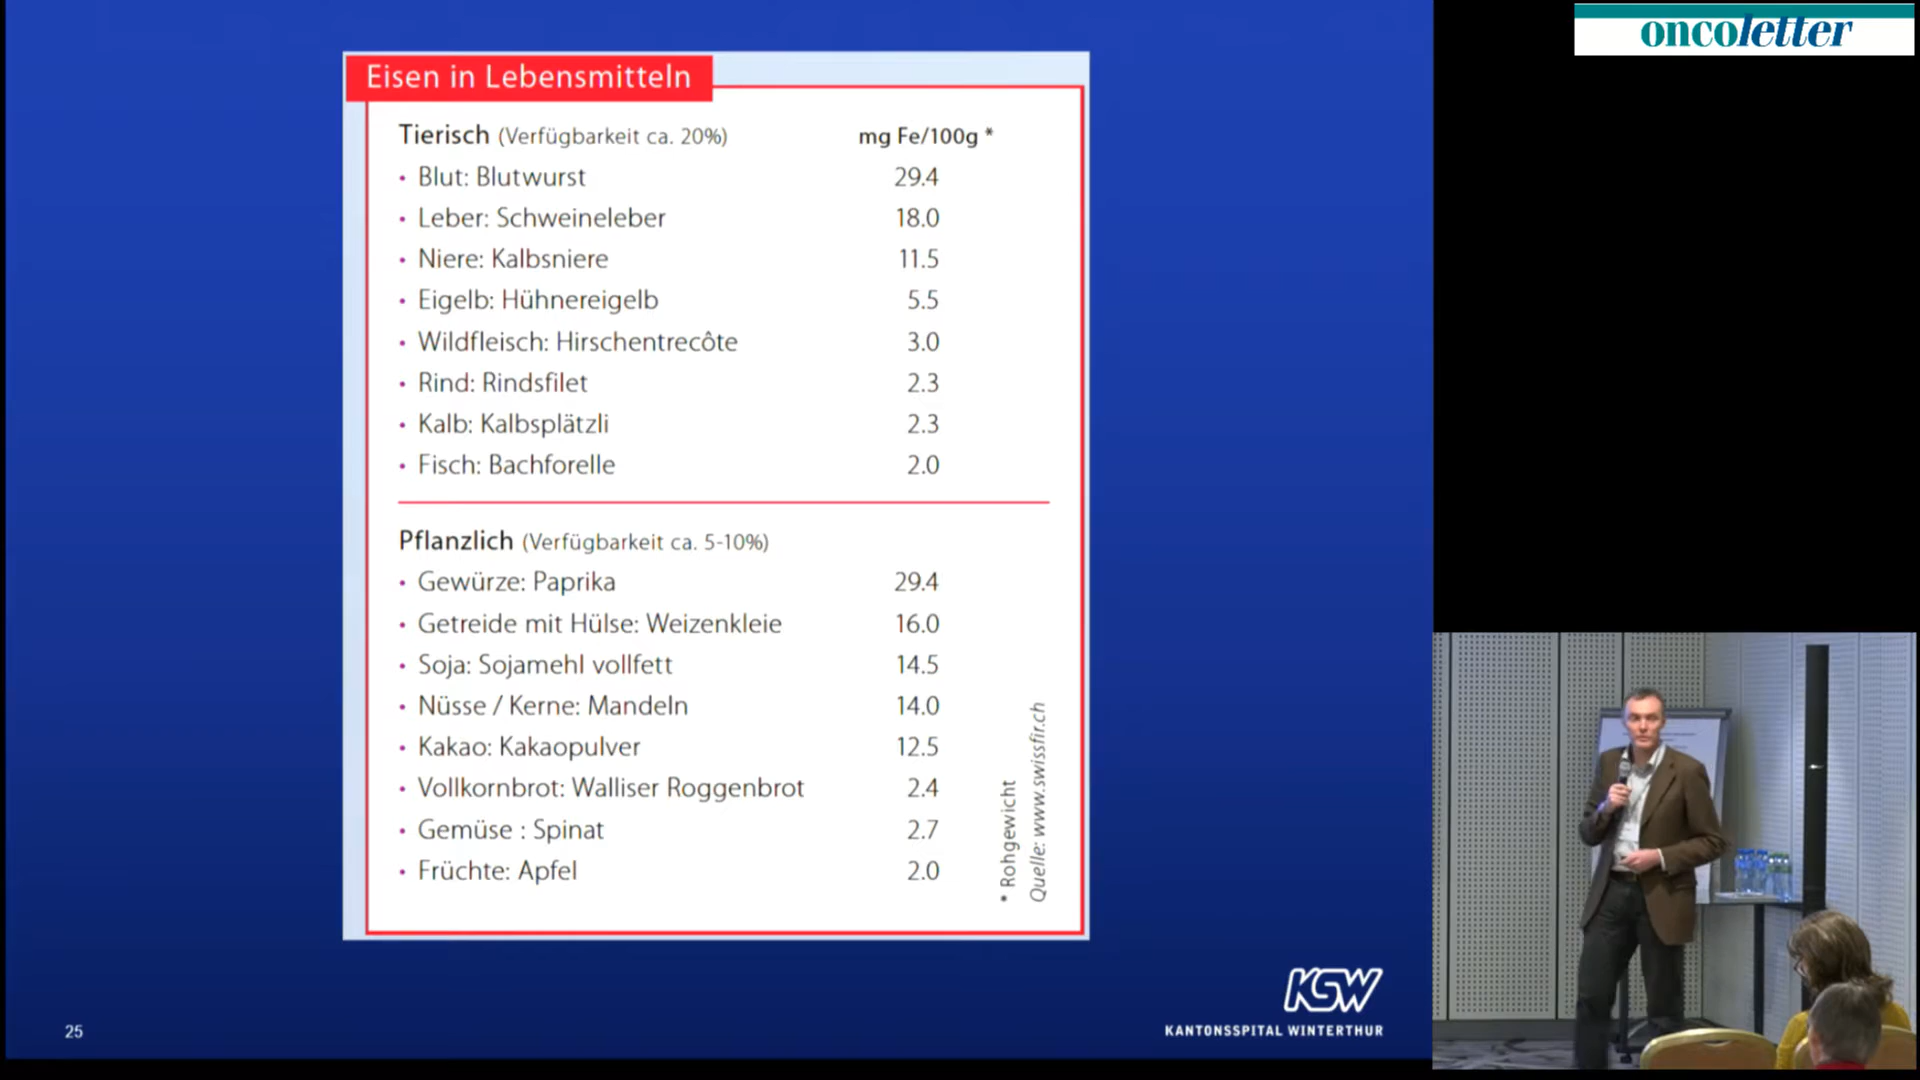 oncoletter
Eisen in Lebensmitteln
Tierisch (Verfügbarkeit ca. 20%) mg Fe/100g *
• Blut: Blutwurst 29.4
• Leber: Schweineleber 18.0
• Niere: Kalbsniere 11.5
• Eigelb: Hühnereigelb 5.5
• Wildfleisch: Hirschentrecôte 3.0
• Rind: Rindsfilet 2.3
• Kalb: Kalbsplätzli 2.3
• Fisch: Bachforelle 2.0
Pflanzlich (Verfügbarkeit ca. 5-10%)
• Gewürze: Paprika 29.4
• Getreide mit Hülse: Weizenkleie 16.0
• Soja: Sojamehl vollfett 14.5
• Nüsse / Kerne: Mandeln 14.0
• Kakao: Kakaopulver 12.5
• Vollkornbrot: Walliser Roggenbrot 2.4
• Gemüse : Spinat 2.7
• Früchte: Apfel 2.0
* Rohgewicht
Quelle: www.swissfir.ch
KSW
KANTONSSPITAL WINTERTHUR
25